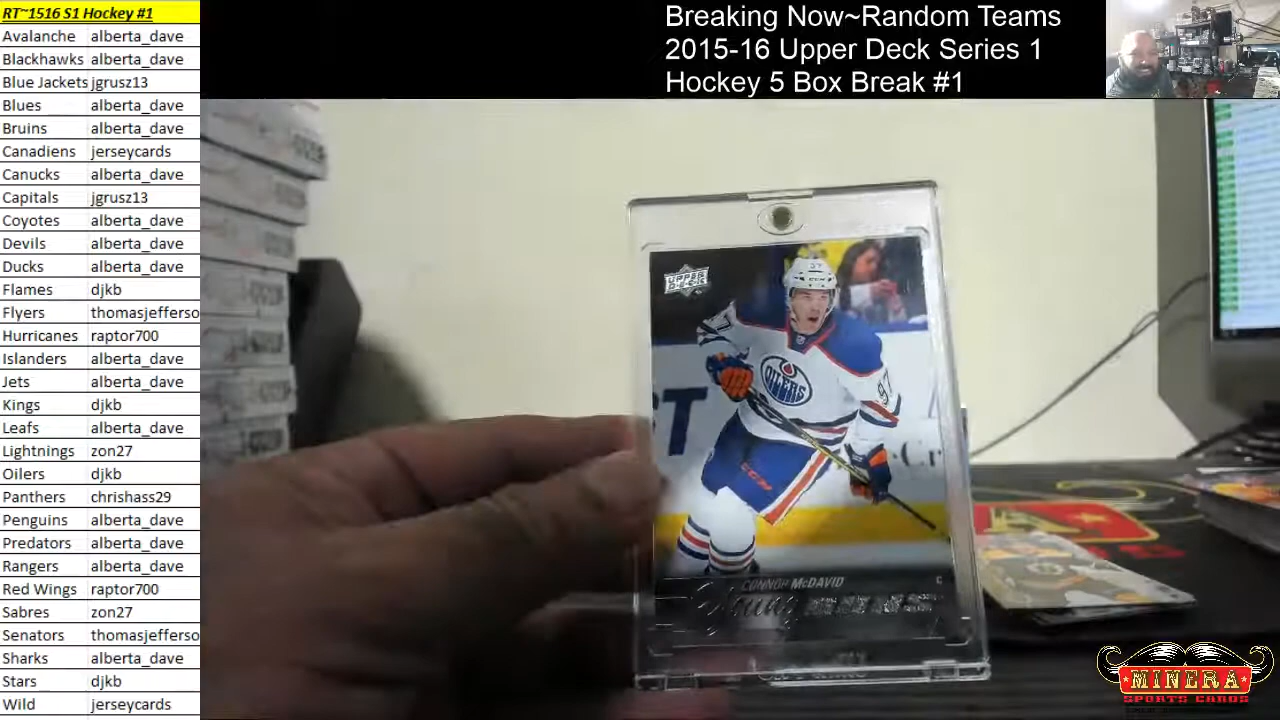 RT~1516 S1 Hockey #1
Avalanche alberta_dave
Blackhawks alberta_dave
Blue Jackets jgrusz13
Blues alberta_dave
Bruins alberta_dave
Canadiens jerseycards
Canucks alberta_dave
Capitals jgrusz13
Coyotes alberta_dave
Devils alberta_dave
Ducks alberta_dave
Flames djkb
Flyers thomasjefferso
Hurricanes raptor700
Islanders alberta_dave
Jets alberta_dave
Kings djkb
Leafs alberta_dave
Lightnings zon27
Oilers djkb
Panthers chrishass29
Penguins alberta_dave
Predators alberta_dave
Rangers alberta_dave
Red Wings raptor700
Sabres zon27
Senators thomasjefferso
Sharks alberta_dave
Stars djkb
Wild jerseycards
Breaking Now~Random Teams
2015-16 Upper Deck Series 1
Hockey 5 Box Break #1
UPPER DECK
97
OILERS
97
CCM
CONNOR McDAVID C
Young
MINERA
SPORTS CARDS